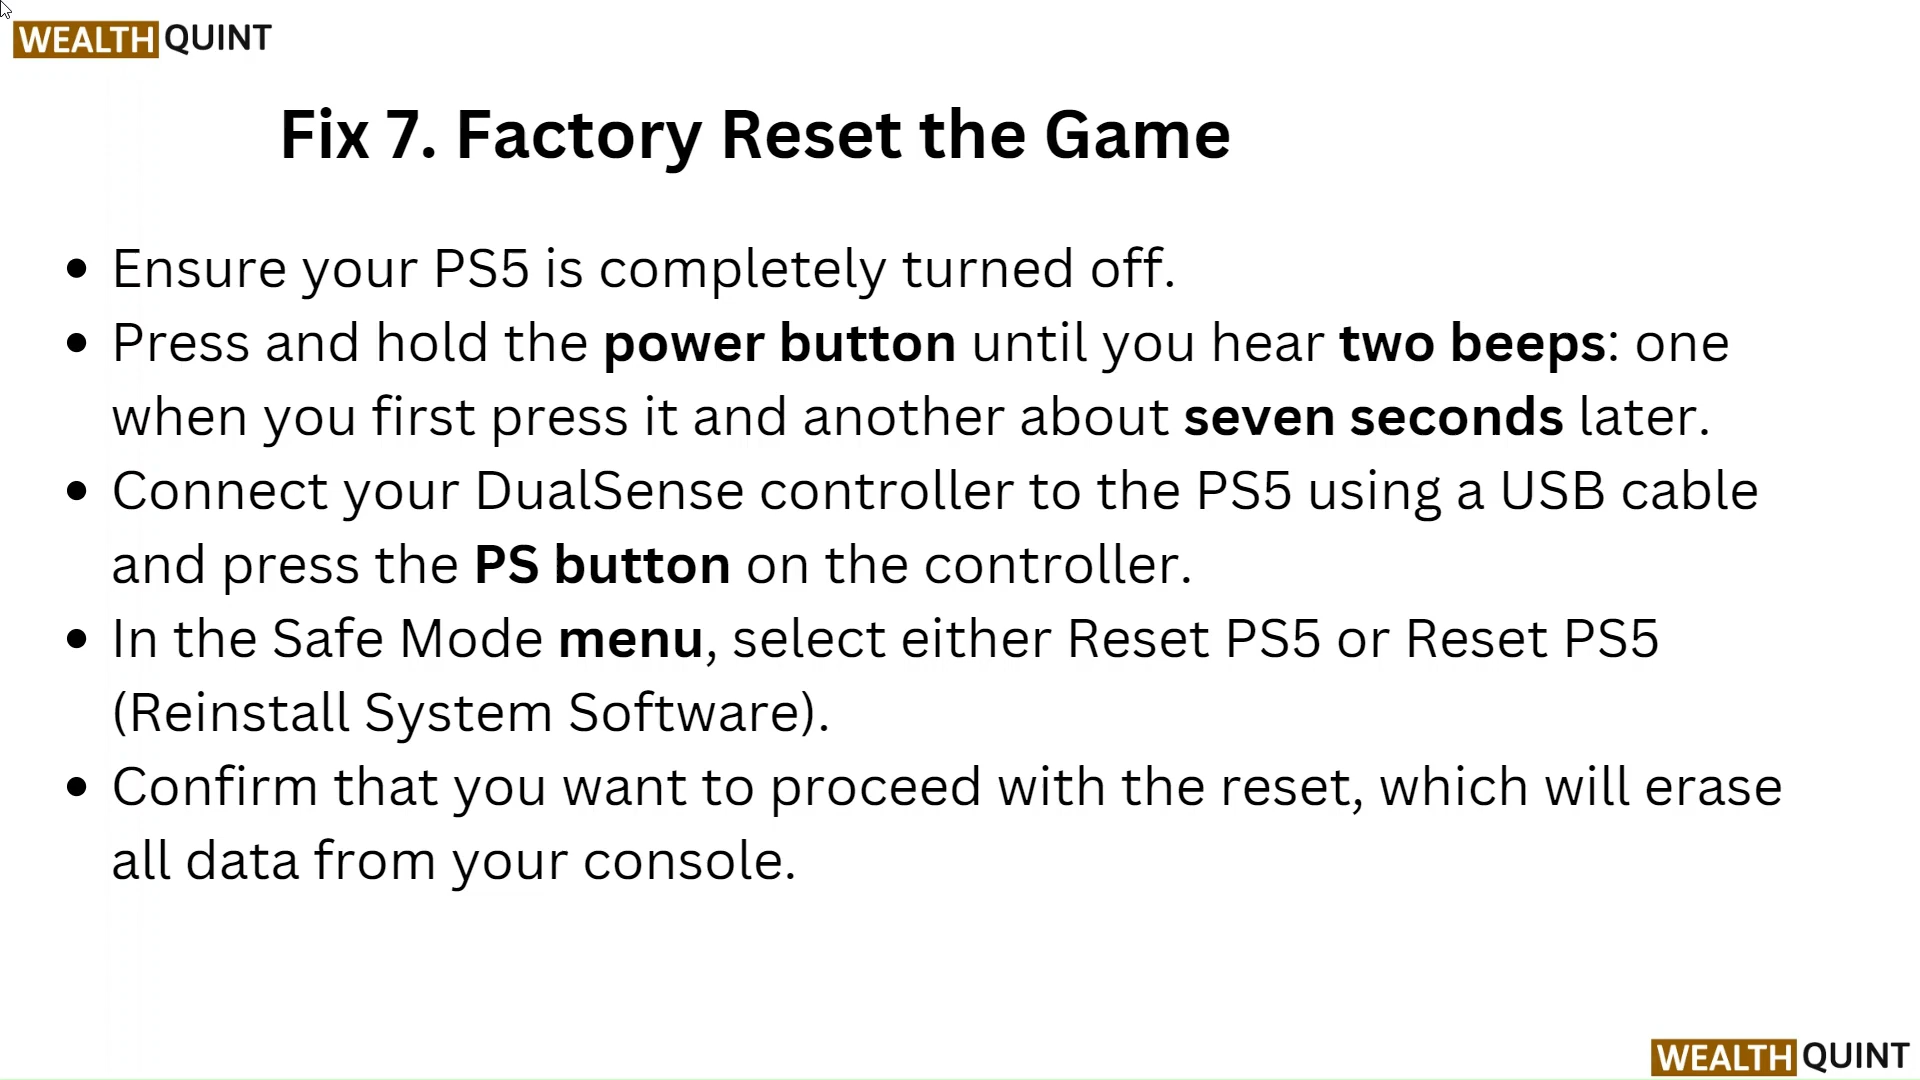 WEALTH QUINT
Fix 7. Factory Reset the Game
• Ensure your PS5 is completely turned off.
• Press and hold the power button until you hear two beeps: one
when you first press it and another about seven seconds later.
• Connect your DualSense controller to the PS5 using a USB cable
and press the PS button on the controller.
• In the Safe Mode menu, select either Reset PS5 or Reset PS5
(Reinstall System Software).
• Confirm that you want to proceed with the reset, which will erase
all data from your console.
WEALTH QUINT